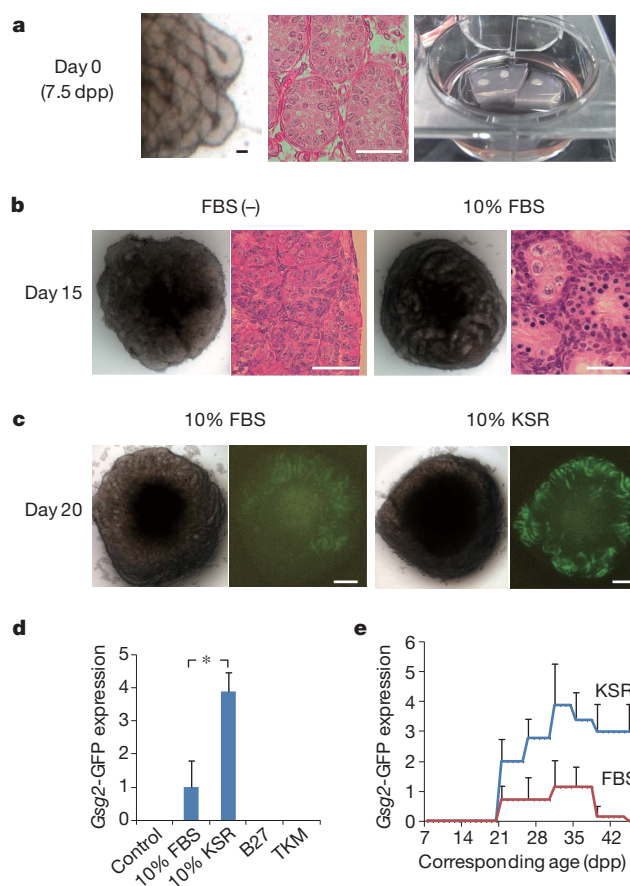 a
Day 0
(7.5 dpp)
b
FBS (–)
10% FBS
Day 15
c
10% FBS
10% KSR
Day 20
d
Gsg2-GFP expression
5
4
3
2
1
0
*
Control
10% FBS
10% KSR
B27
TKM
e
Gsg2-GFP expression
6
5
4
3
2
1
0
KSR
FBS
7 14 21 28 35 42
Corresponding age (dpp)